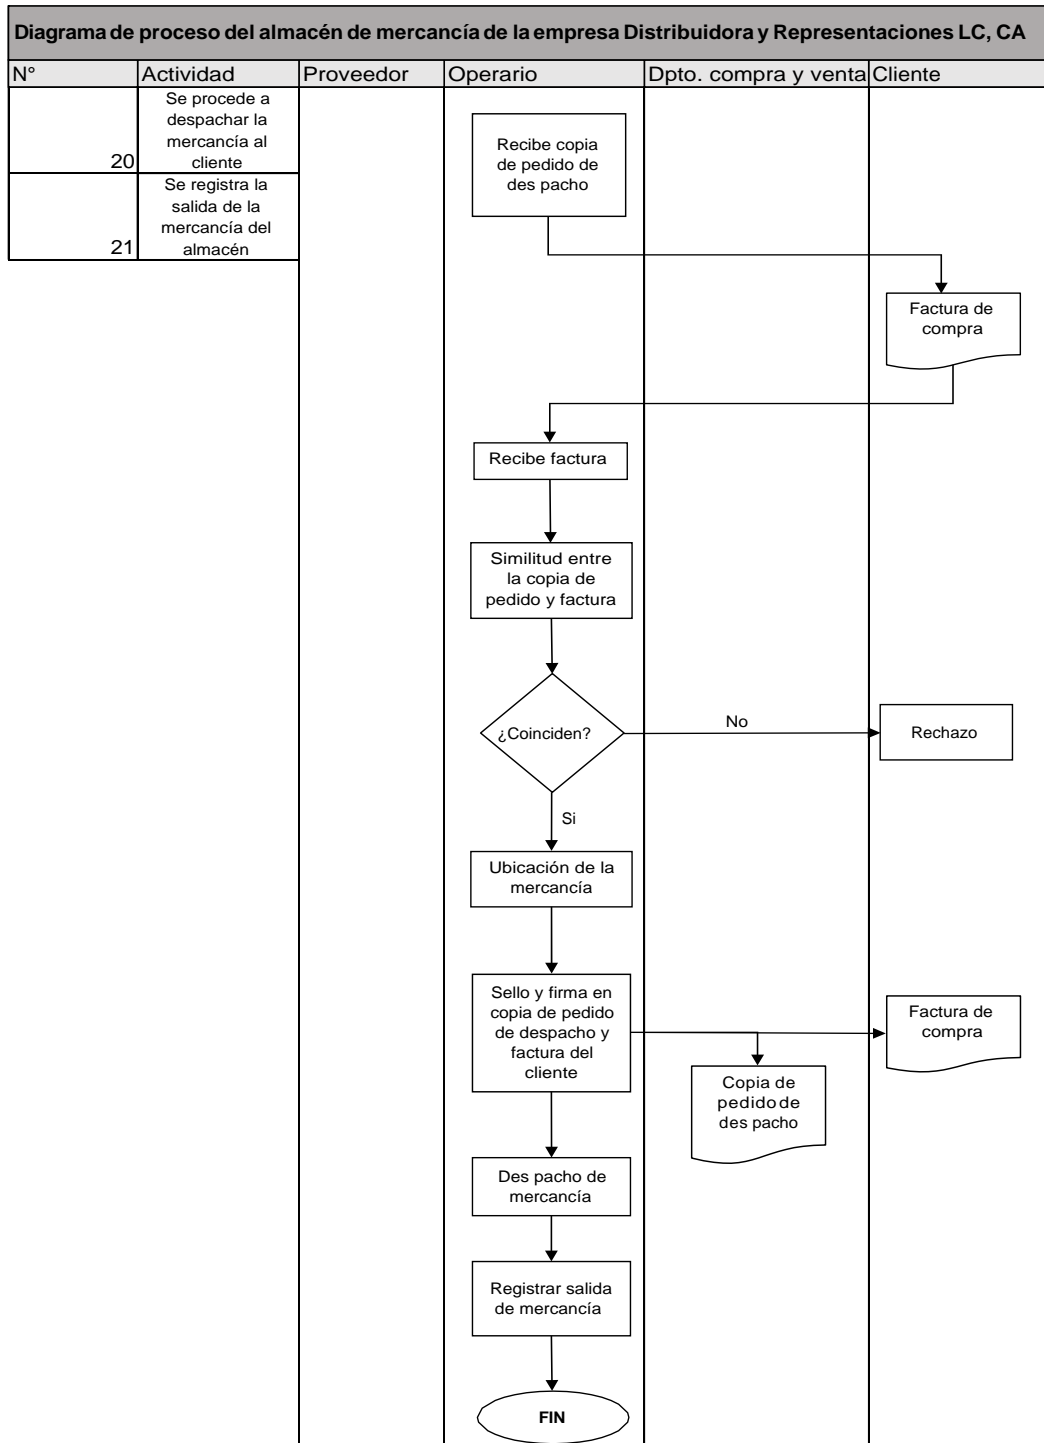 Diagrama de proceso del almacén de mercancía de la empresa Distribuidora y Representaciones LC, CA
N° Actividad Proveedor Operario Dpto. compra y venta Cliente
20
Se procede a
despachar la
mercancía al
cliente
21
Se registra la
salida de la
mercancía del
almacén
Recibe copia
de pedido de
des pacho
Factura de
compra
Recibe factura
Similitud entre
la copia de
pedido y factura
¿Coinciden?
No
Rechazo
Si
Ubicación de la
mercancía
Sello y firma en
copia de pedido
de despacho y
factura del
cliente
Factura de
compra
Copia de
pedido de
des pacho
Des pacho de
mercancía
Registrar salida
de mercancía
FIN